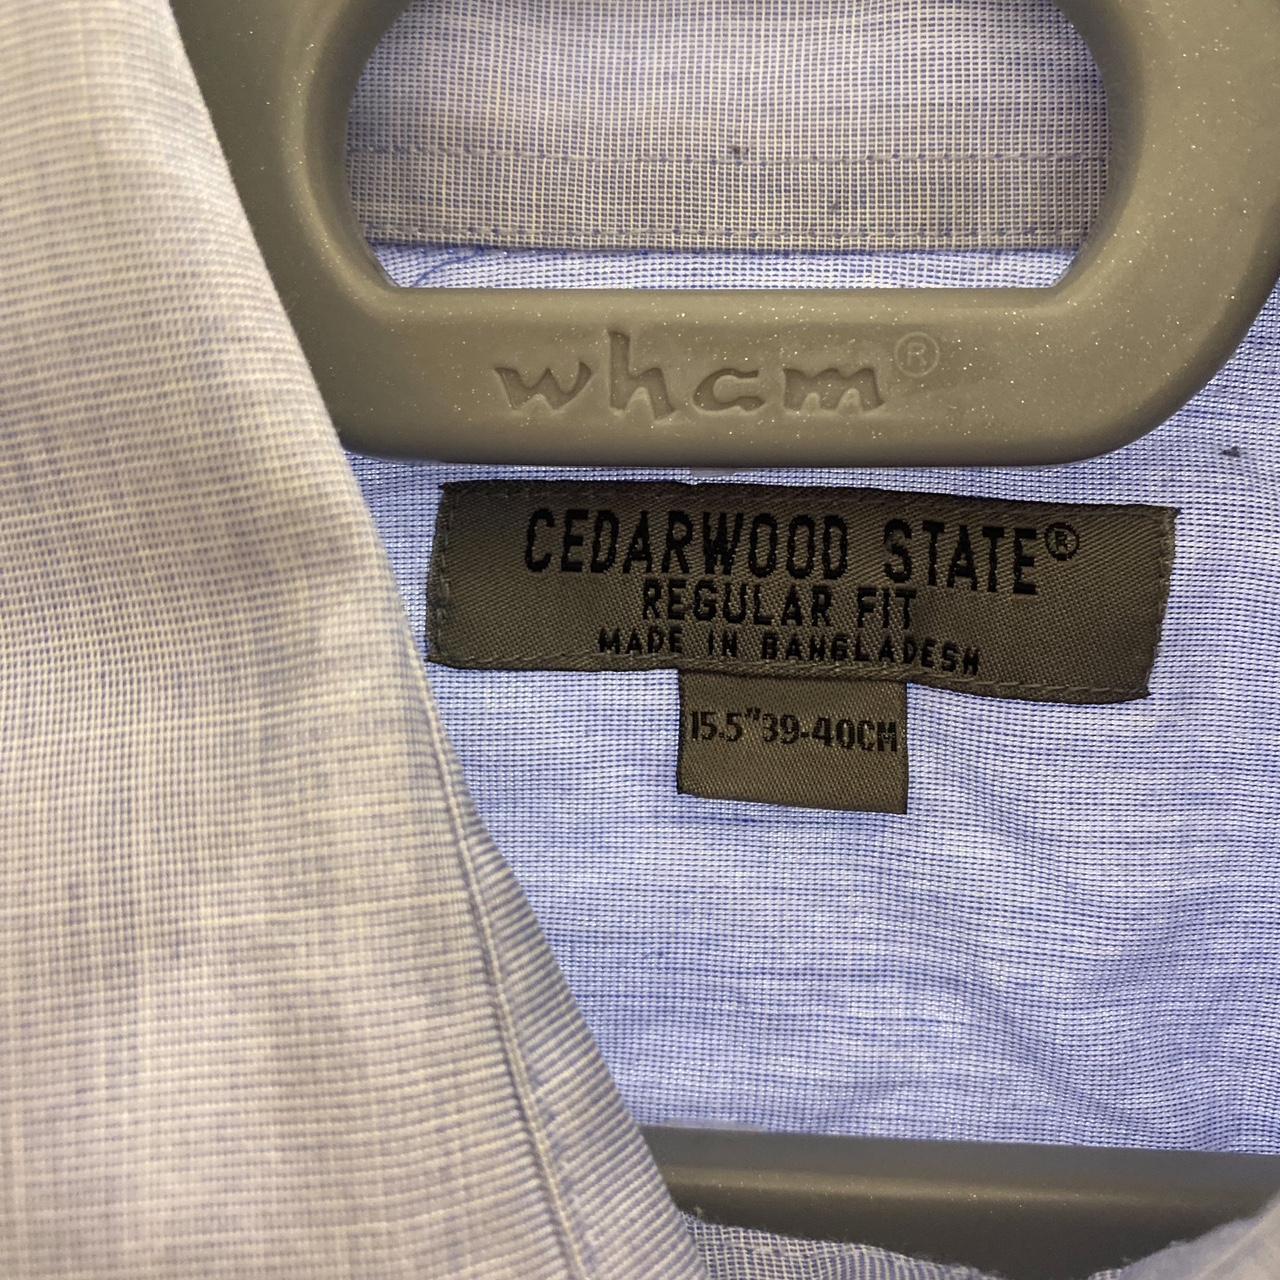 whcm®
CEDARWOOD STATE®
REGULAR FIT
MADE IN BANGLADESH
15.5" 39-40CM